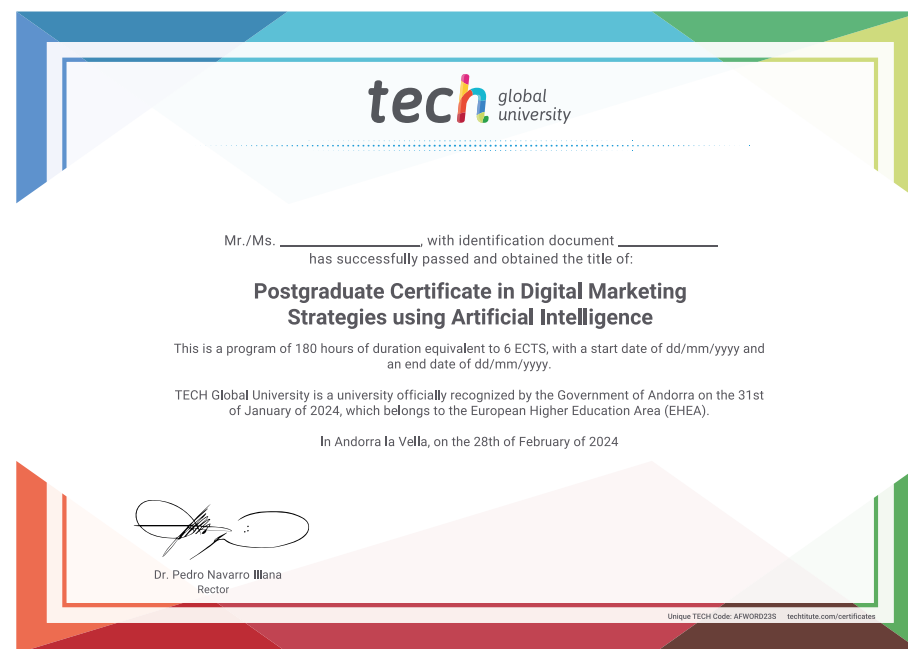 tech global
university
Mr./Ms. ____________________, with identification document ______________
has successfully passed and obtained the title of:
Postgraduate Certificate in Digital Marketing
Strategies using Artificial Intelligence
This is a program of 180 hours of duration equivalent to 6 ECTS, with a start date of dd/mm/yyyy and
an end date of dd/mm/yyyy.
TECH Global University is a university officially recognized by the Government of Andorra on the 31st
of January of 2024, which belongs to the European Higher Education Area (EHEA).
In Andorra la Vella, on the 28th of February of 2024
Dr. Pedro Navarro Illana
Rector
Unique TECH Code: AFWORD23S techtitute.com/certificates